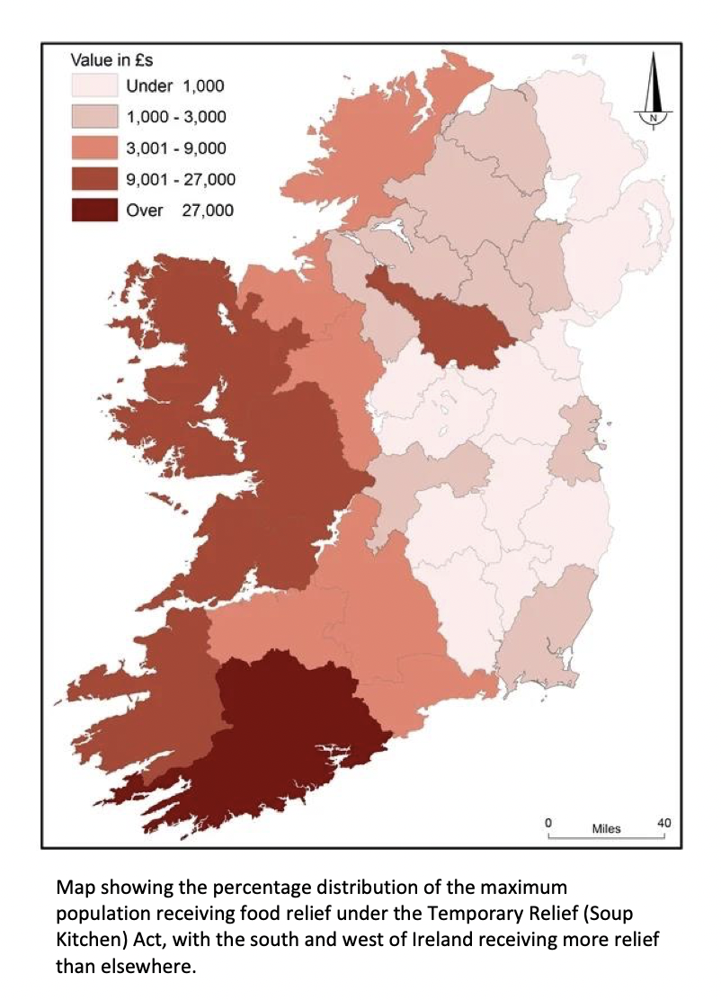 Value in £s
Under 1,000
1,000 - 3,000
3,001 - 9,000
9,001 - 27,000
Over 27,000
N
0 Miles 40
Map showing the percentage distribution of the maximum
population receiving food relief under the Temporary Relief (Soup
Kitchen) Act, with the south and west of Ireland receiving more relief
than elsewhere.